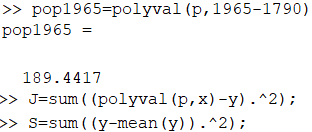 >> pop1965=polyval(p,1965-1790)
pop1965 =
189.4417
>> J=sum((polyval(p,x)-y).^2);
>> S=sum((y-mean(y)).^2);